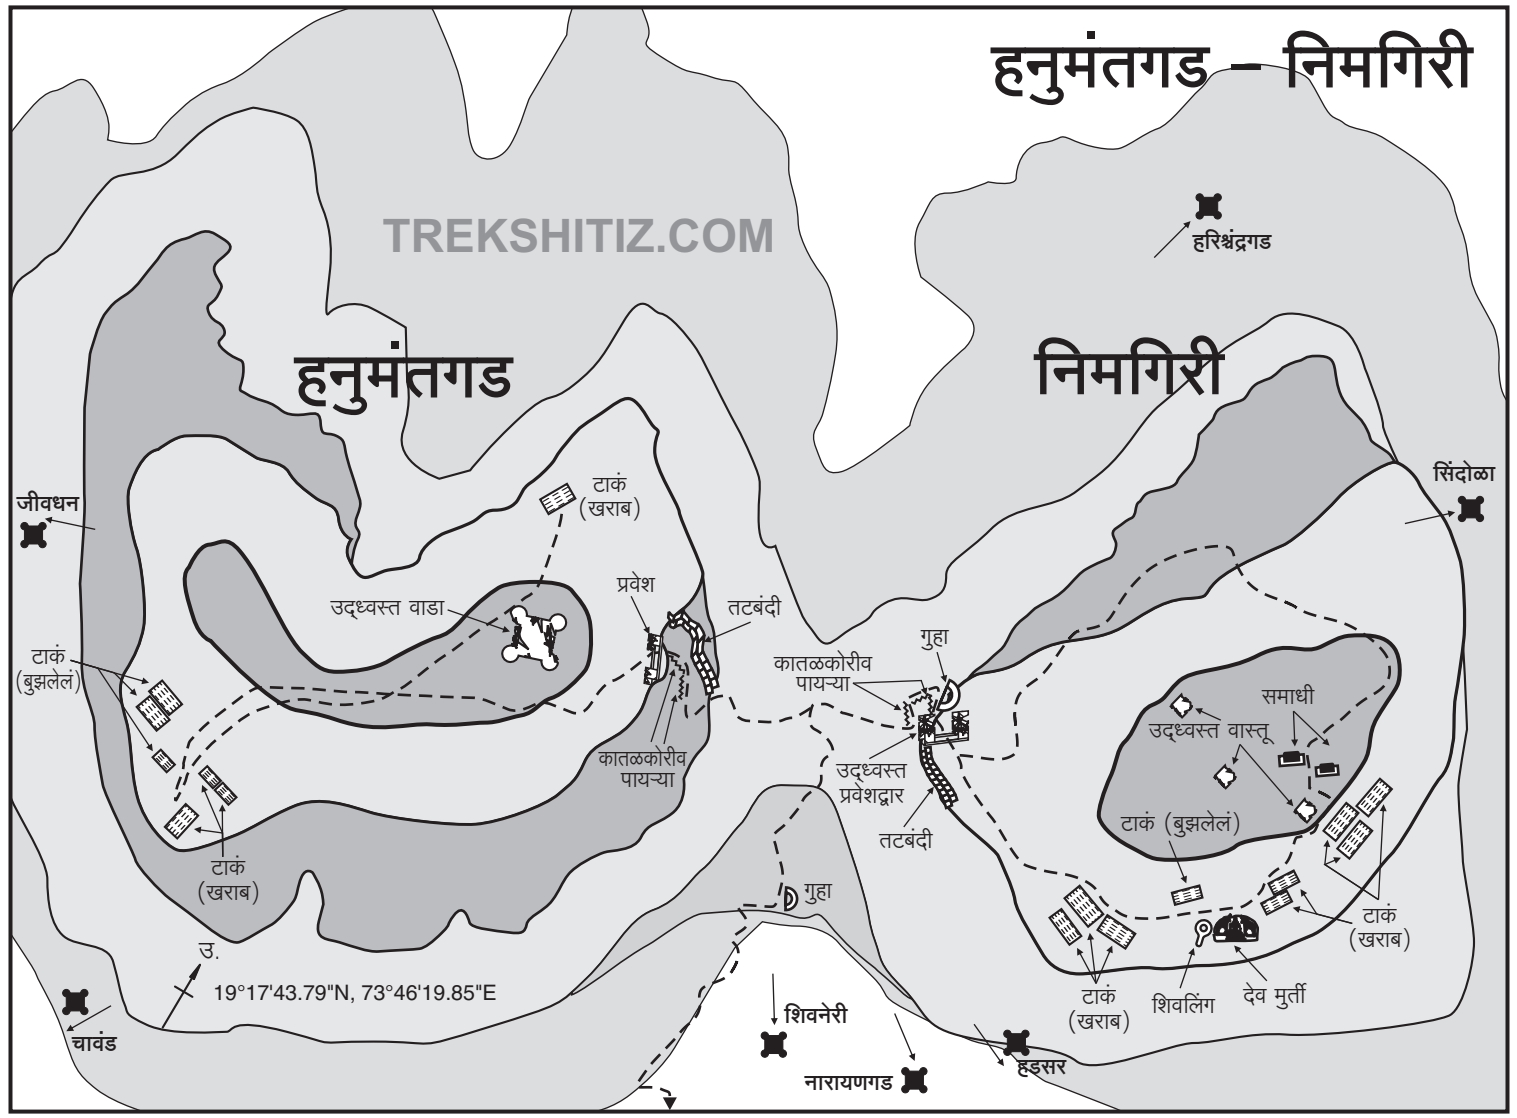 हनुमंतगड – निमगिरी
TREKSHITIZ.COM
हरिश्चंद्रगड
हनुमंतगड
निमगिरी
सिंदोळा
जीवधन
टाकं
(खराब)
प्रवेश
उद्ध्वस्त वाडा
तटबंदी
गुहा
टाकं
(बुझलेलं)
कातळकोरीव
पायऱ्या
समाधी
उद्ध्वस्त वास्तू
कातळकोरीव
पायऱ्या
उद्ध्वस्त
प्रवेशद्वार
तटबंदी
टाकं (बुझलेलं)
टाकं
(खराब)
गुहा
टाकं
(खराब)
उ.
19°17'43.79"N, 73°46'19.85"E
टाकं
(खराब)
शिवलिंग
देव मुर्ती
शिवनेरी
चावंड
हडसर
नारायणगड